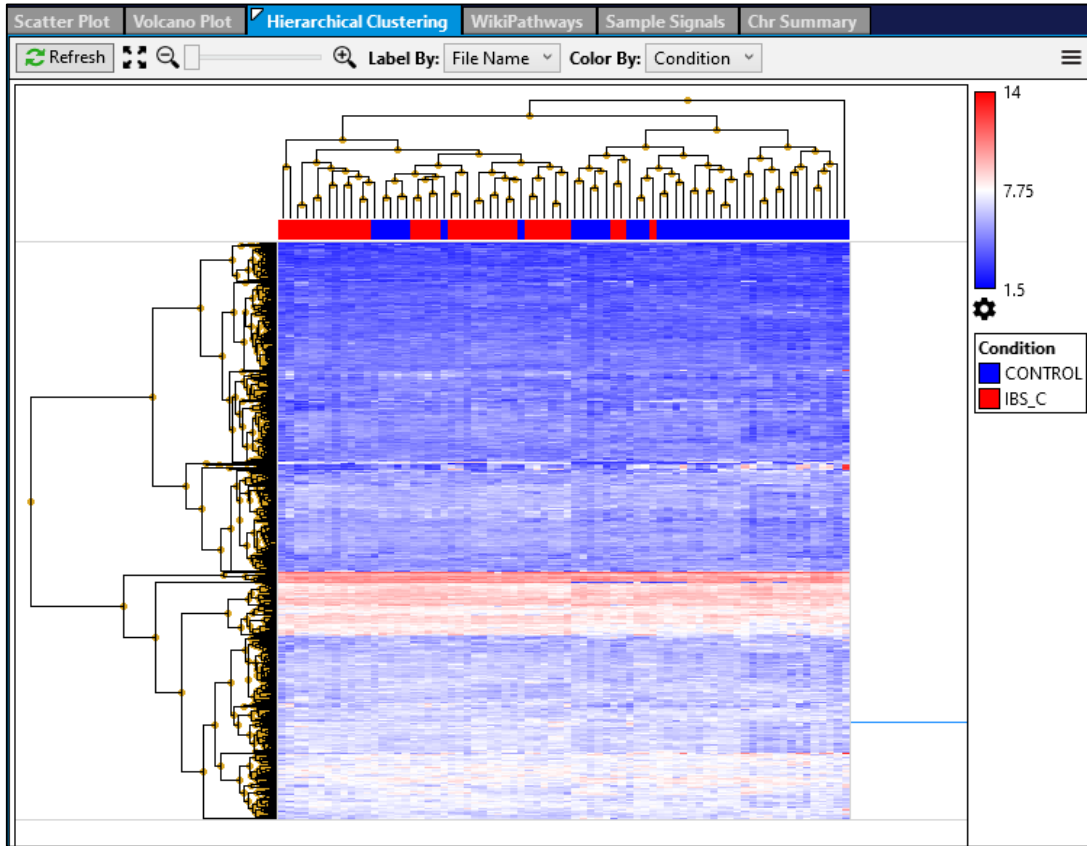 Scatter Plot Volcano Plot Hierarchical Clustering WikiPathways Sample Signals Chr Summary
Refresh Label By: File Name Color By: Condition
14
7.75
1.5
Condition
CONTROL
IBS_C